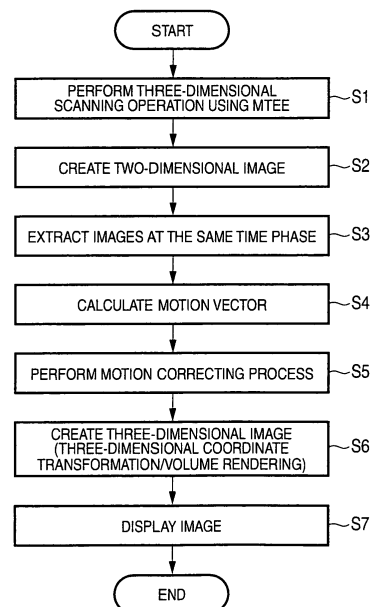 START
PERFORM THREE-DIMENSIONAL
SCANNING OPERATION USING MTEE
S1
CREATE TWO-DIMENSIONAL IMAGE
S2
EXTRACT IMAGES AT THE SAME TIME PHASE
S3
CALCULATE MOTION VECTOR
S4
PERFORM MOTION CORRECTING PROCESS
S5
CREATE THREE-DIMENSIONAL IMAGE
(THREE-DIMENSIONAL COORDINATE
TRANSFORMATION/VOLUME RENDERING)
S6
DISPLAY IMAGE
S7
END